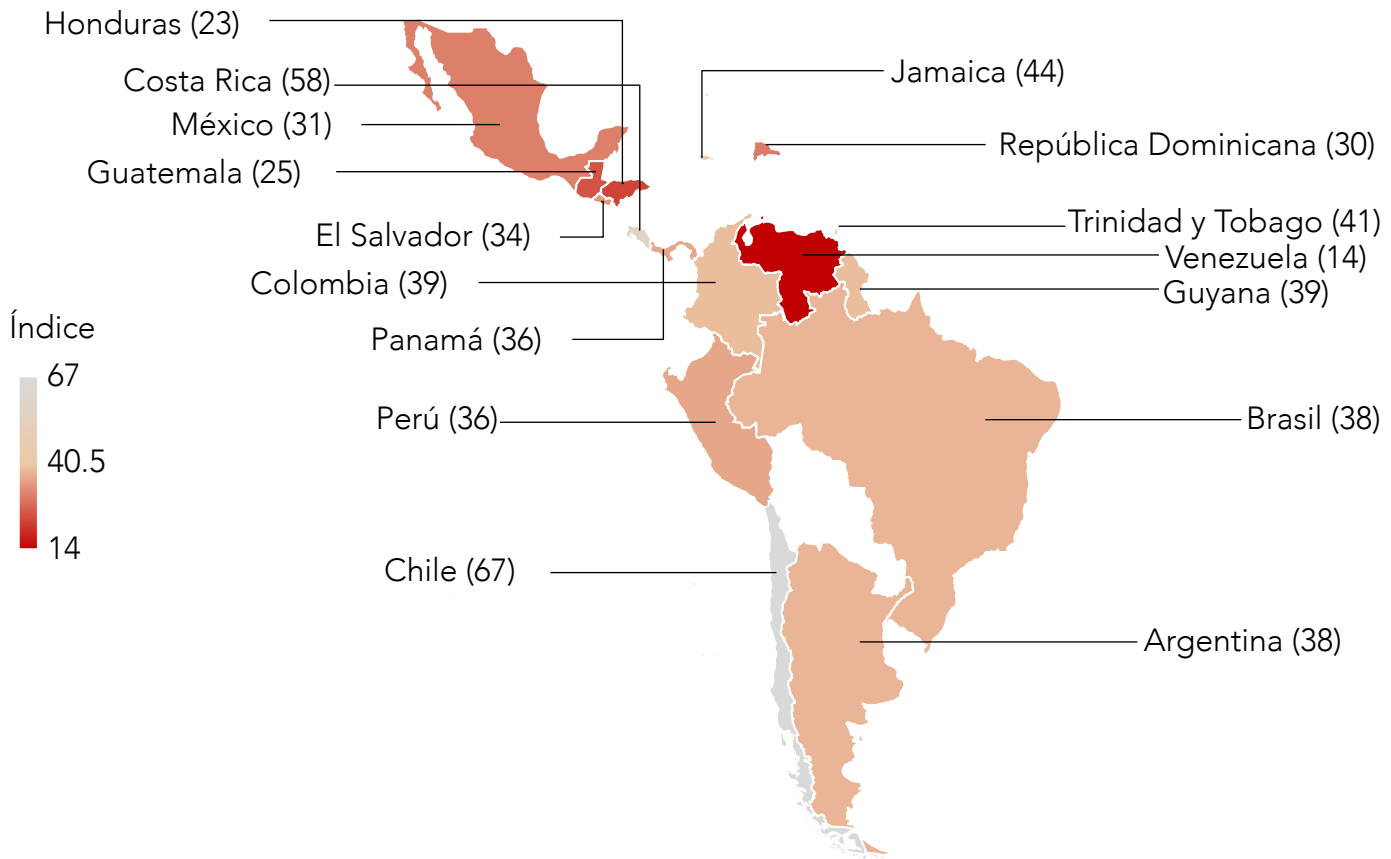 Honduras (23)
Costa Rica (58)
México (31)
Guatemala (25)
El Salvador (34)
Colombia (39)
Panamá (36)
Perú (36)
Chile (67)
Jamaica (44)
República Dominicana (30)
Trinidad y Tobago (41)
Venezuela (14)
Guyana (39)
Brasil (38)
Argentina (38)
Índice
67
40.5
14